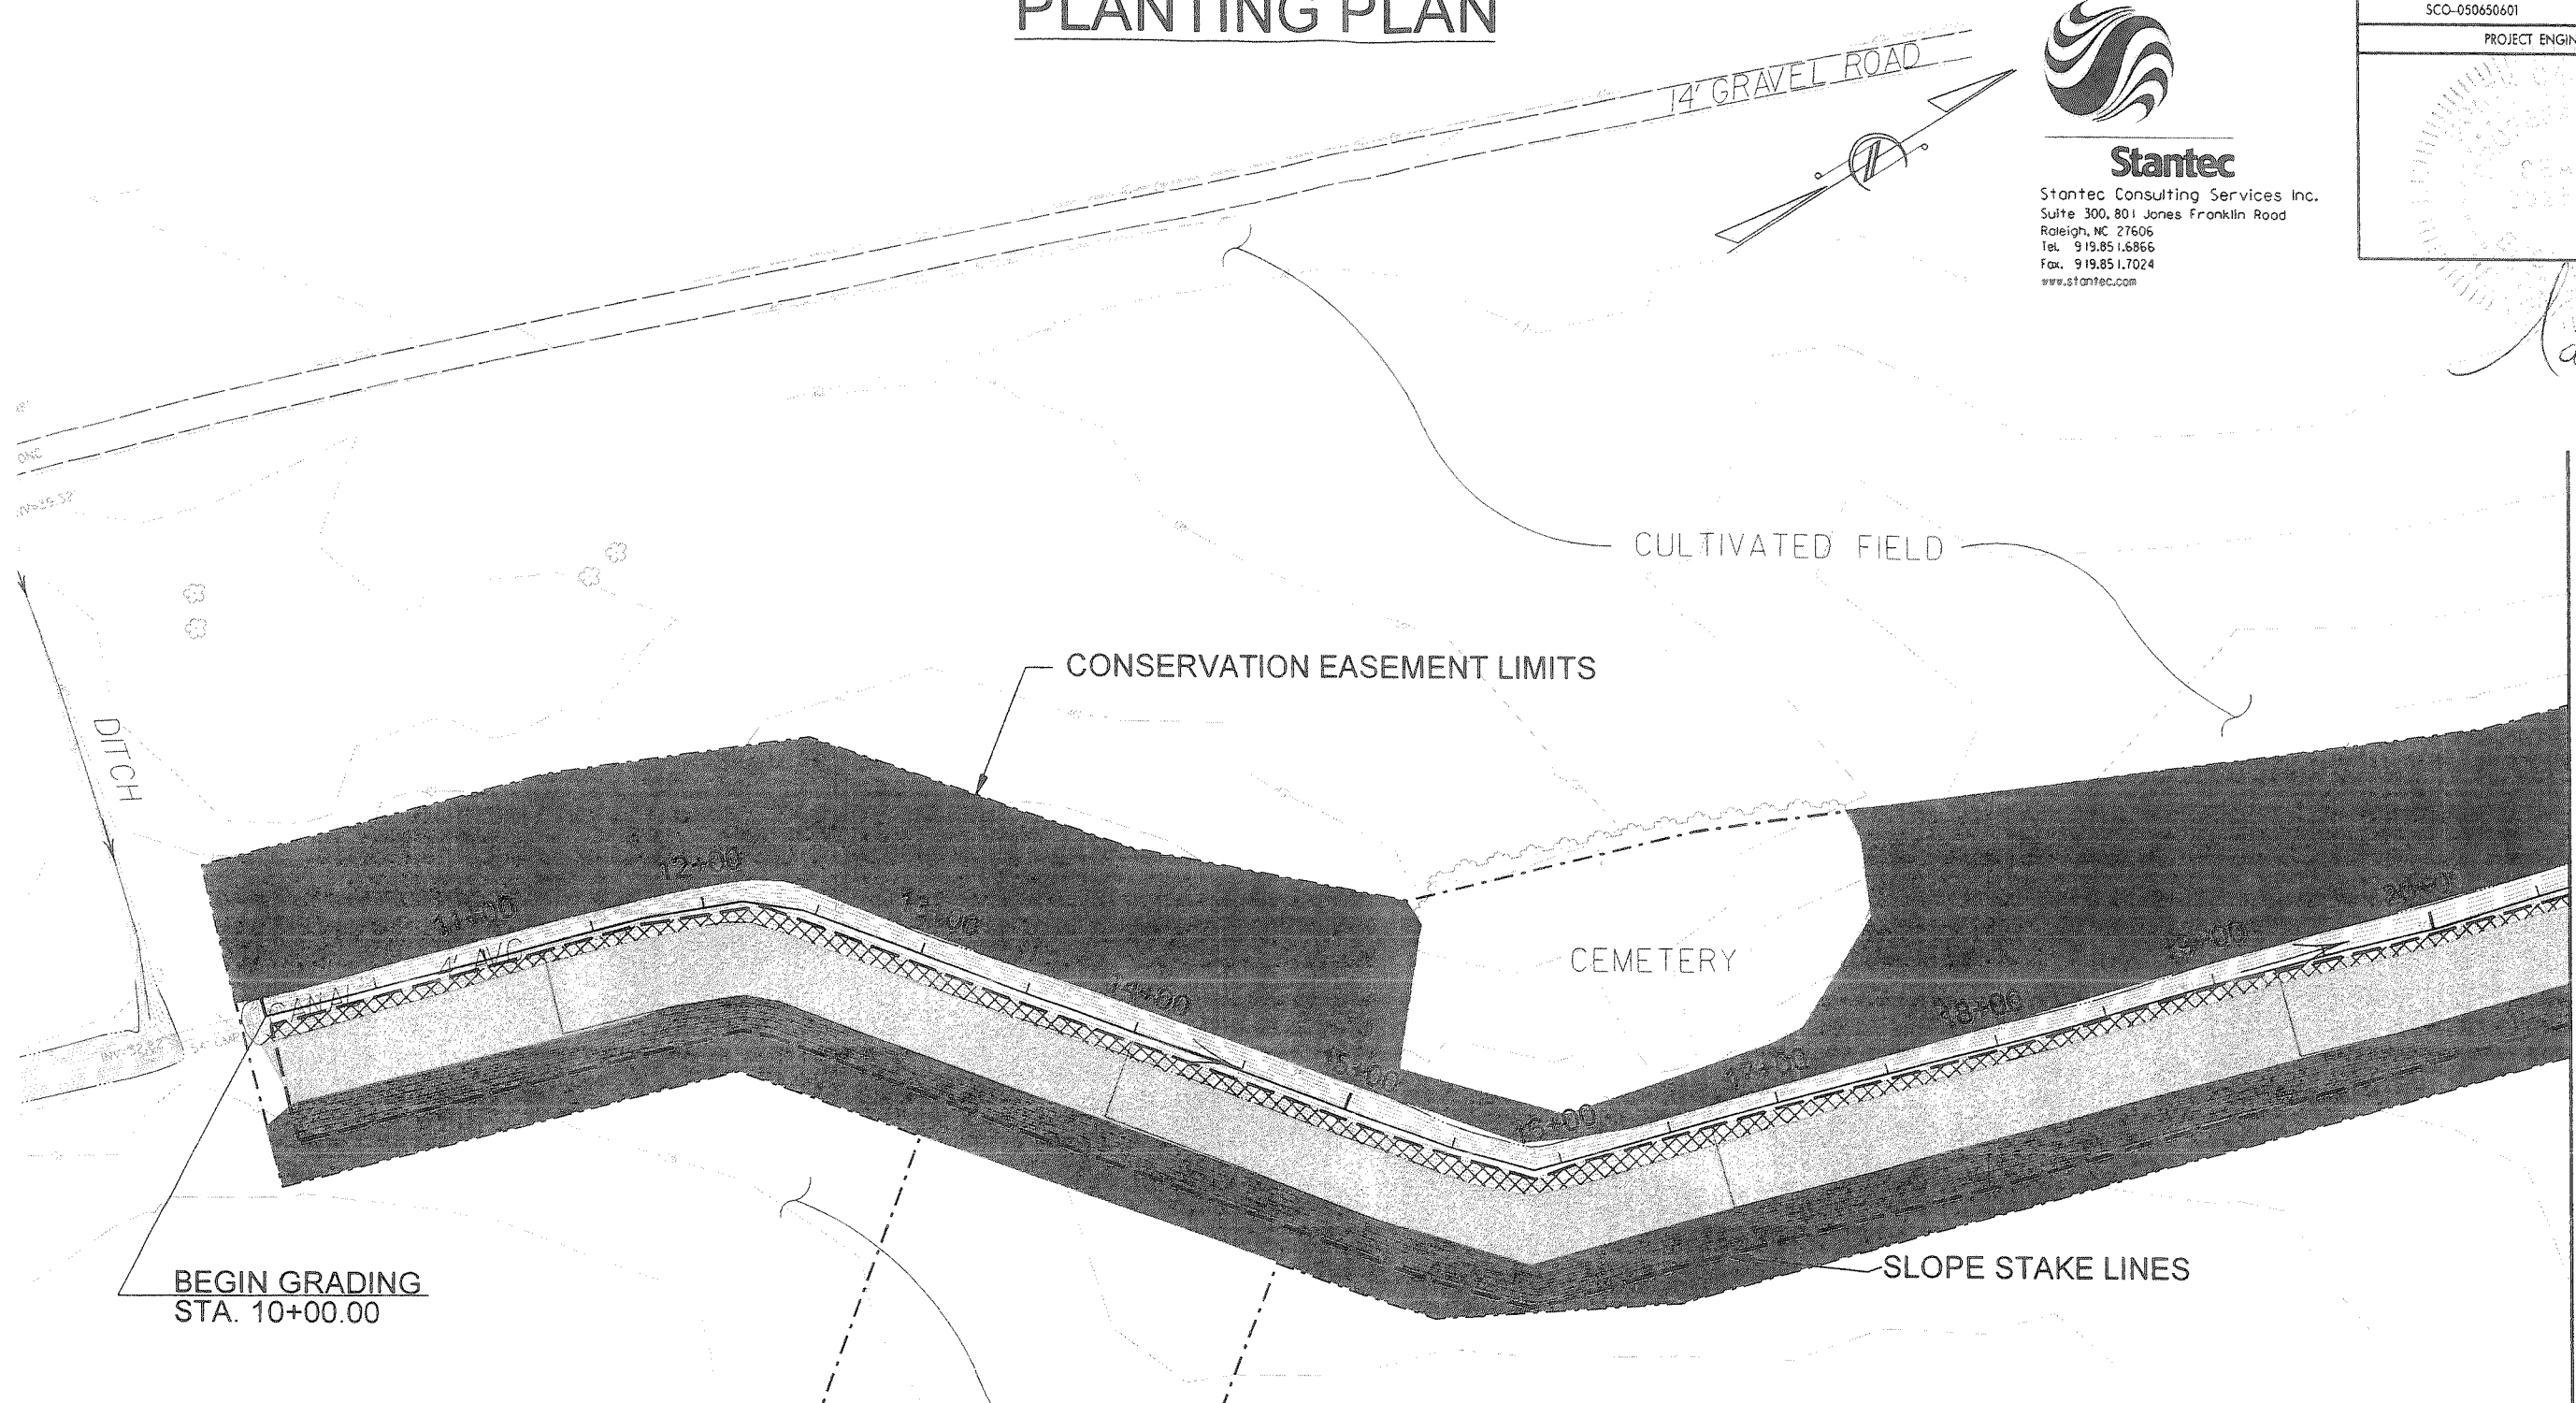 PLANTING PLAN
SCO-050650601
14' GRAVEL ROAD
Stantec
Stantec Consulting Services Inc.
Suite 300, 801 Jones Franklin Road
Raleigh, NC 27606
Tel. 919.851.6866
Fax. 919.851.7024
www.stantec.com
CULTIVATED FIELD
CONSERVATION EASEMENT LIMITS
DITCH
12+00
11+00
13+00
20+00
CEMETERY
19+00
CANAL
14+00
18+00
15+00
17+00
16+00
SLOPE STAKE LINES
BEGIN GRADING
STA. 10+00.00